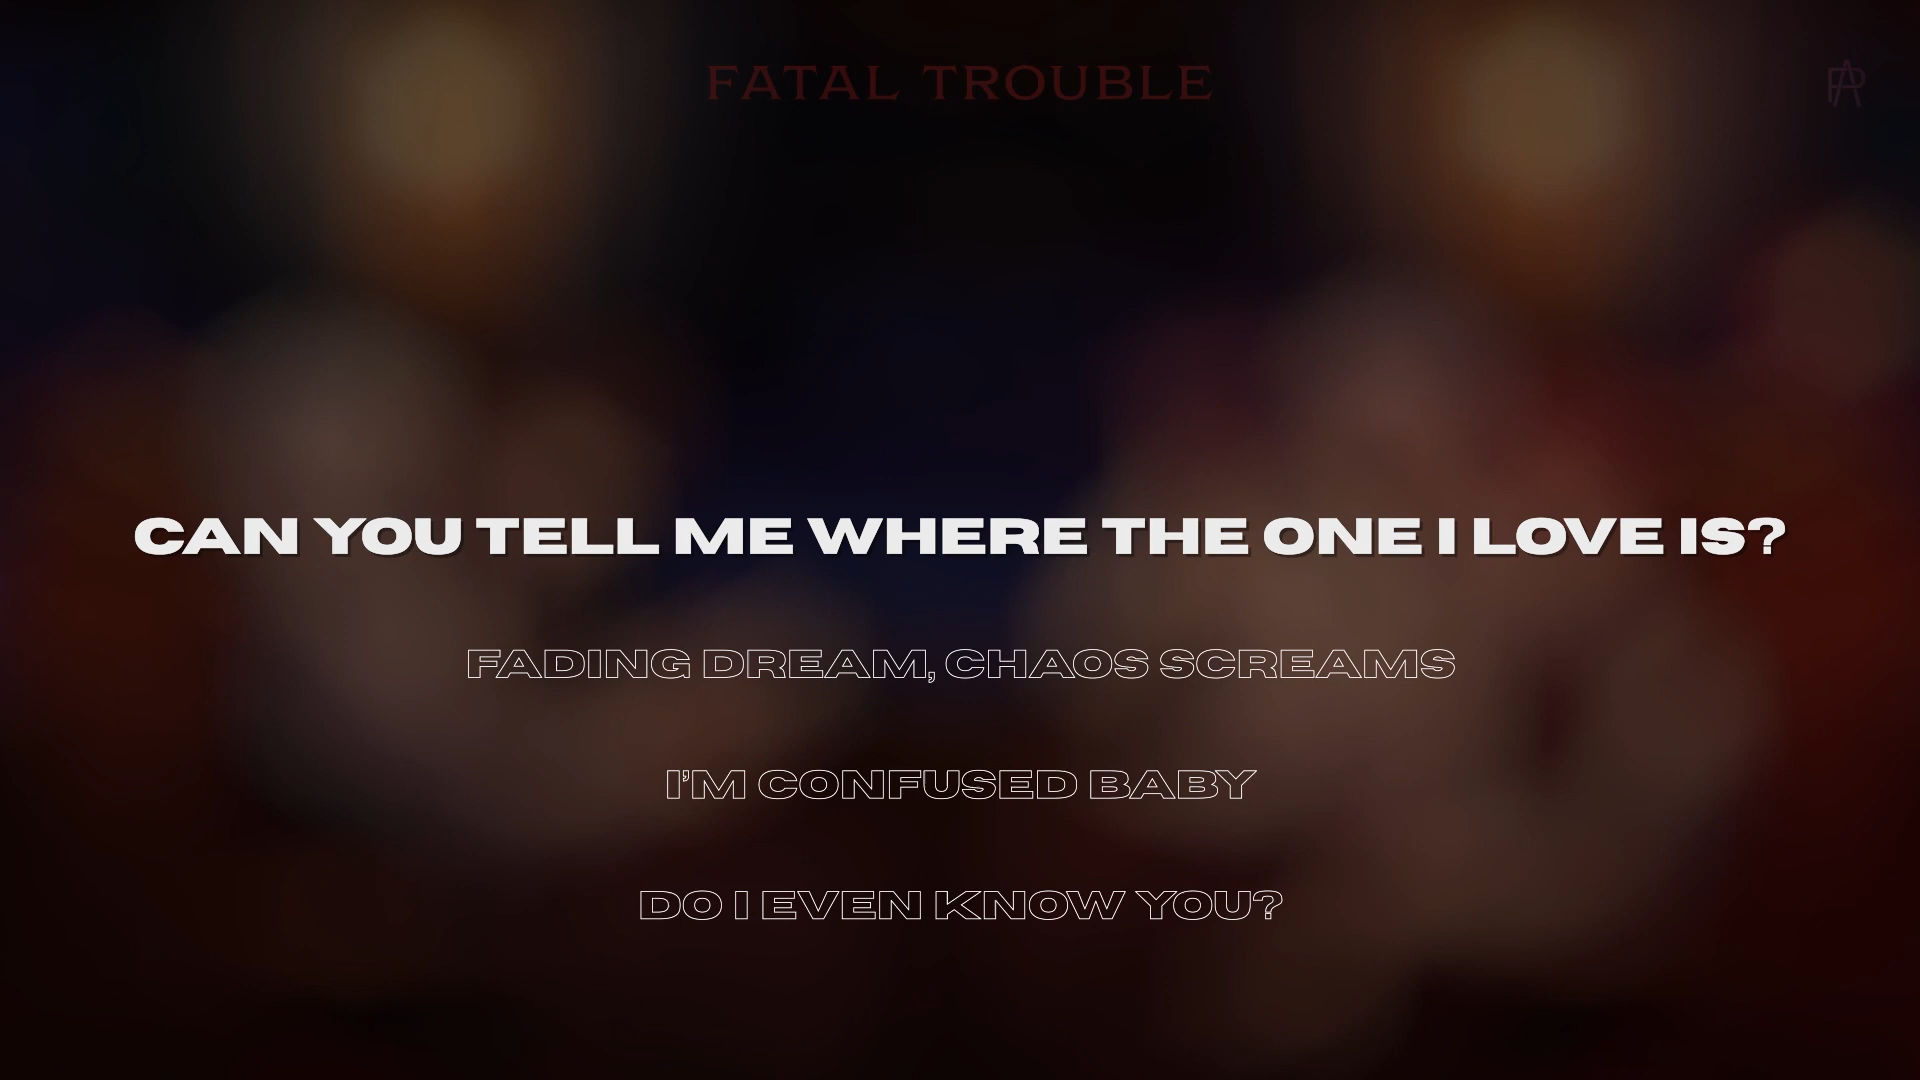 FATAL TROUBLE
CAN YOU TELL ME WHERE THE ONE I LOVE IS?
FADING DREAM, CHAOS SCREAMS
I'M CONFUSED BABY
DO I EVEN KNOW YOU?